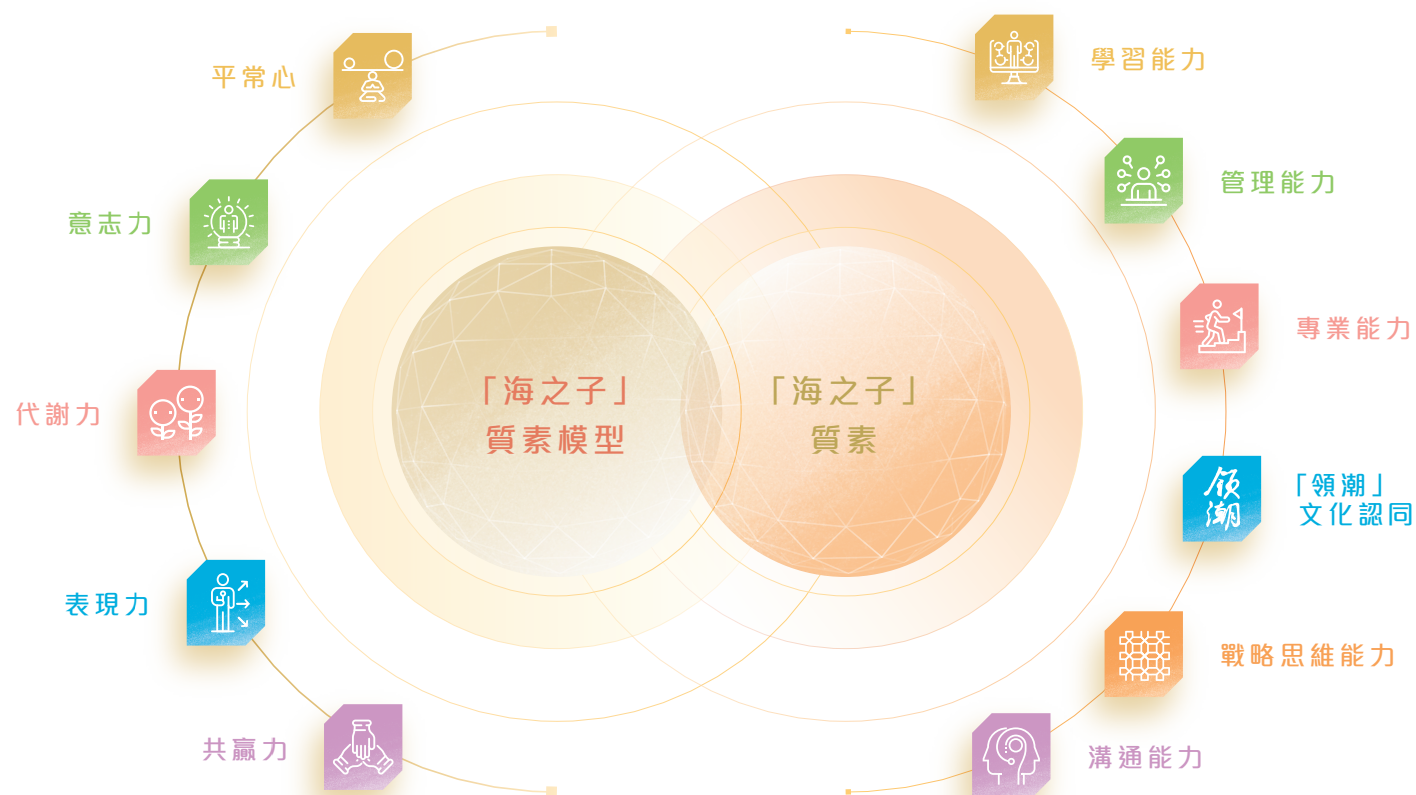 平常心
意志力
代謝力
表現力
共贏力
「海之子」
質素模型
「海之子」
質素
學習能力
管理能力
專業能力
領潮
「領潮」
文化認同
戰略思維能力
溝通能力